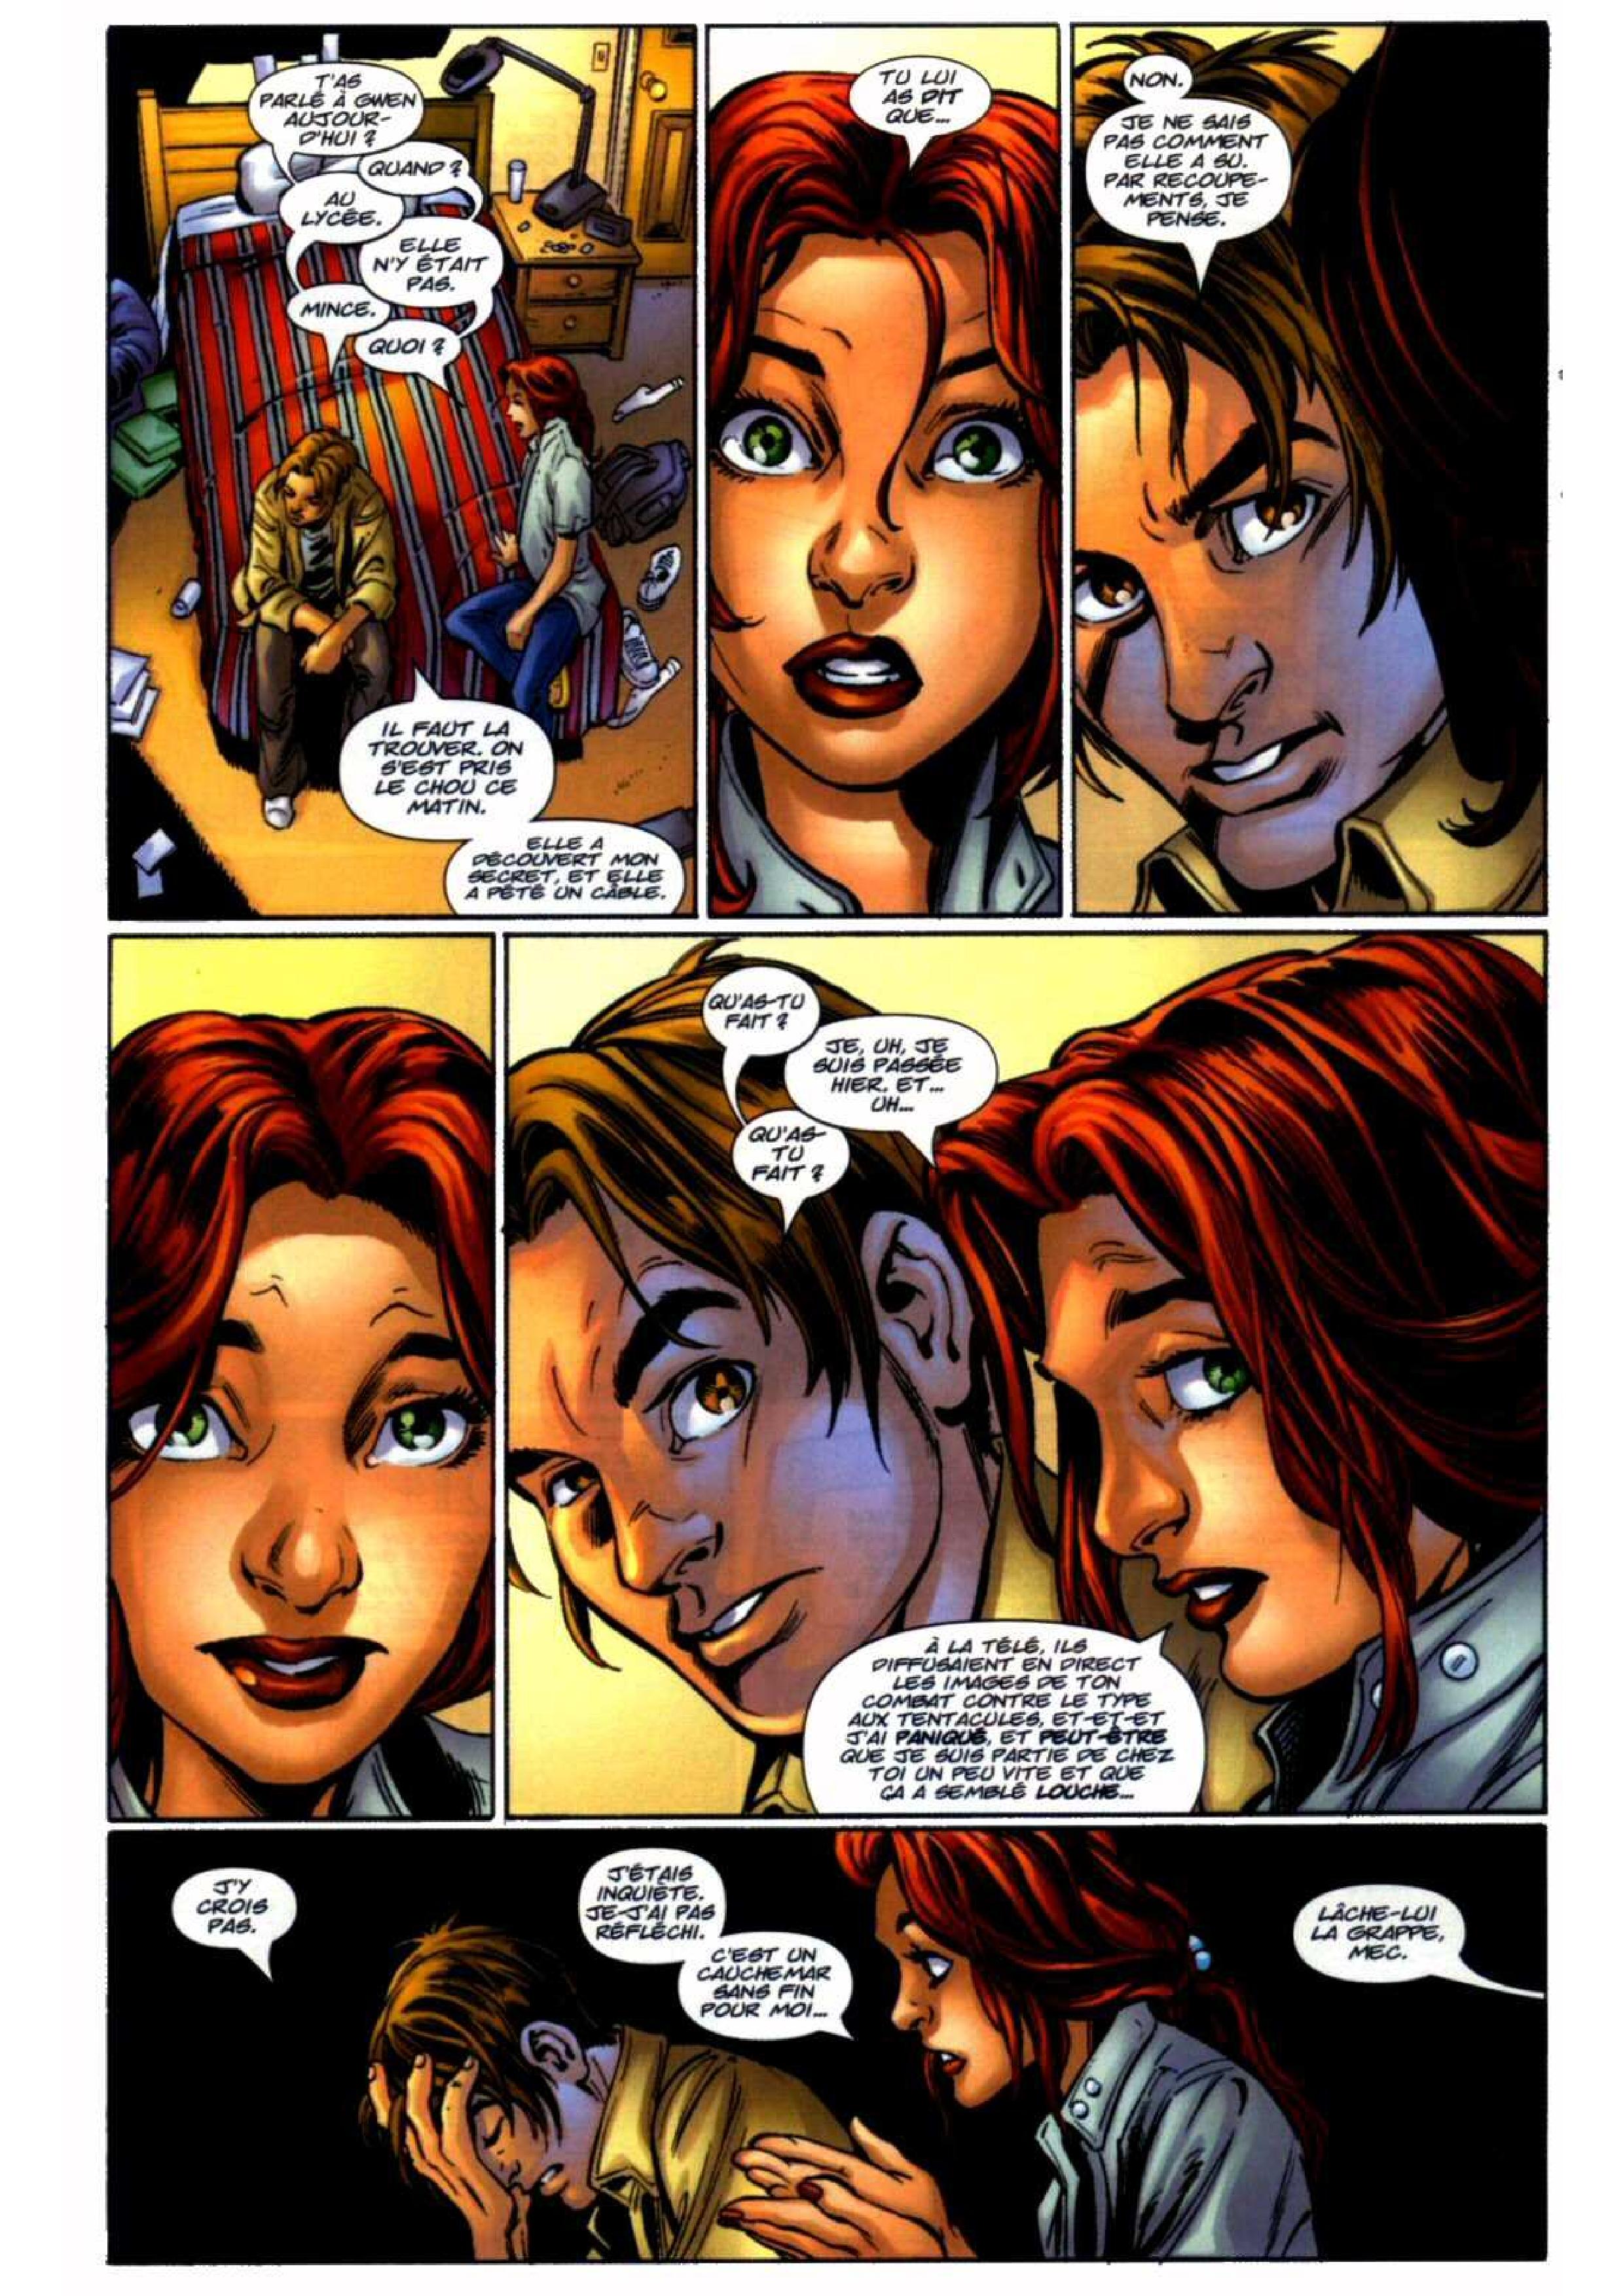 T'AS
PARLÉ À GWEN
AUJOUR-
D'HUI ?
QUAND ?
AU
LYCÉE.
ELLE
N'Y ÉTAIT
PAS.
MINCE.
QUOI ?
IL FAUT LA
TROUVER. ON
S'EST PRIS
LE CHOU CE
MATIN.
ELLE A
DÉCOUVERT MON
SECRET, ET ELLE
A PÉTÉ UN CÂBLE.
TU LUI
AS DIT
QUE...
NON.
JE NE SAIS
PAS COMMENT
ELLE A SU.
PAR RECOUPE-
MENTS, JE
PENSE.
QU'AS-TU
FAIT ?
JE, UH, JE
SUIS PASSÉE
HIER. ET...
UH...
QU'AS-
TU
FAIT ?
À LA TÉLÉ, ILS
DIFFUSAIENT EN DIRECT
LES IMAGES DE TON
COMBAT CONTRE LE TYPE
AUX TENTACULES, ET-ET-ET
J'AI PANIQUÉ, ET PEUT-ÊTRE
QUE JE SUIS PARTIE DE CHEZ
TOI UN PEU VITE ET QUE
ÇA A SEMBLÉ LOUCHE...
J'Y
CROIS
PAS.
J'ÉTAIS
INQUIÈTE.
JE-J'AI PAS
RÉFLÉCHI.
C'EST UN
CAUCHEMAR
SANS FIN
POUR MOI...
LÂCHE-LUI
LA GRAPPE,
MEC.